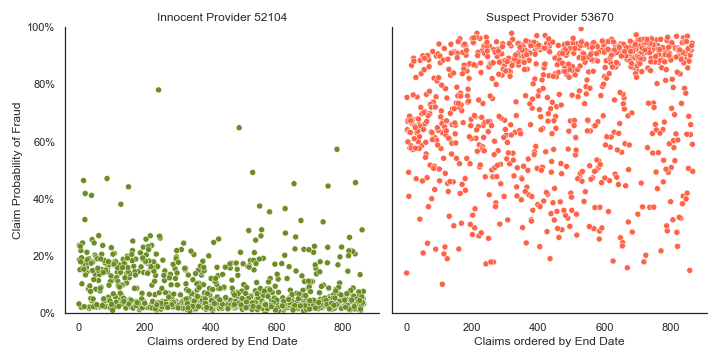 Innocent Provider 52104
Suspect Provider 53670
100%
80%
60%
40%
20%
0%
Claim Probability of Fraud
0 200 400 600 800
0 200 400 600 800
Claims ordered by End Date
Claims ordered by End Date